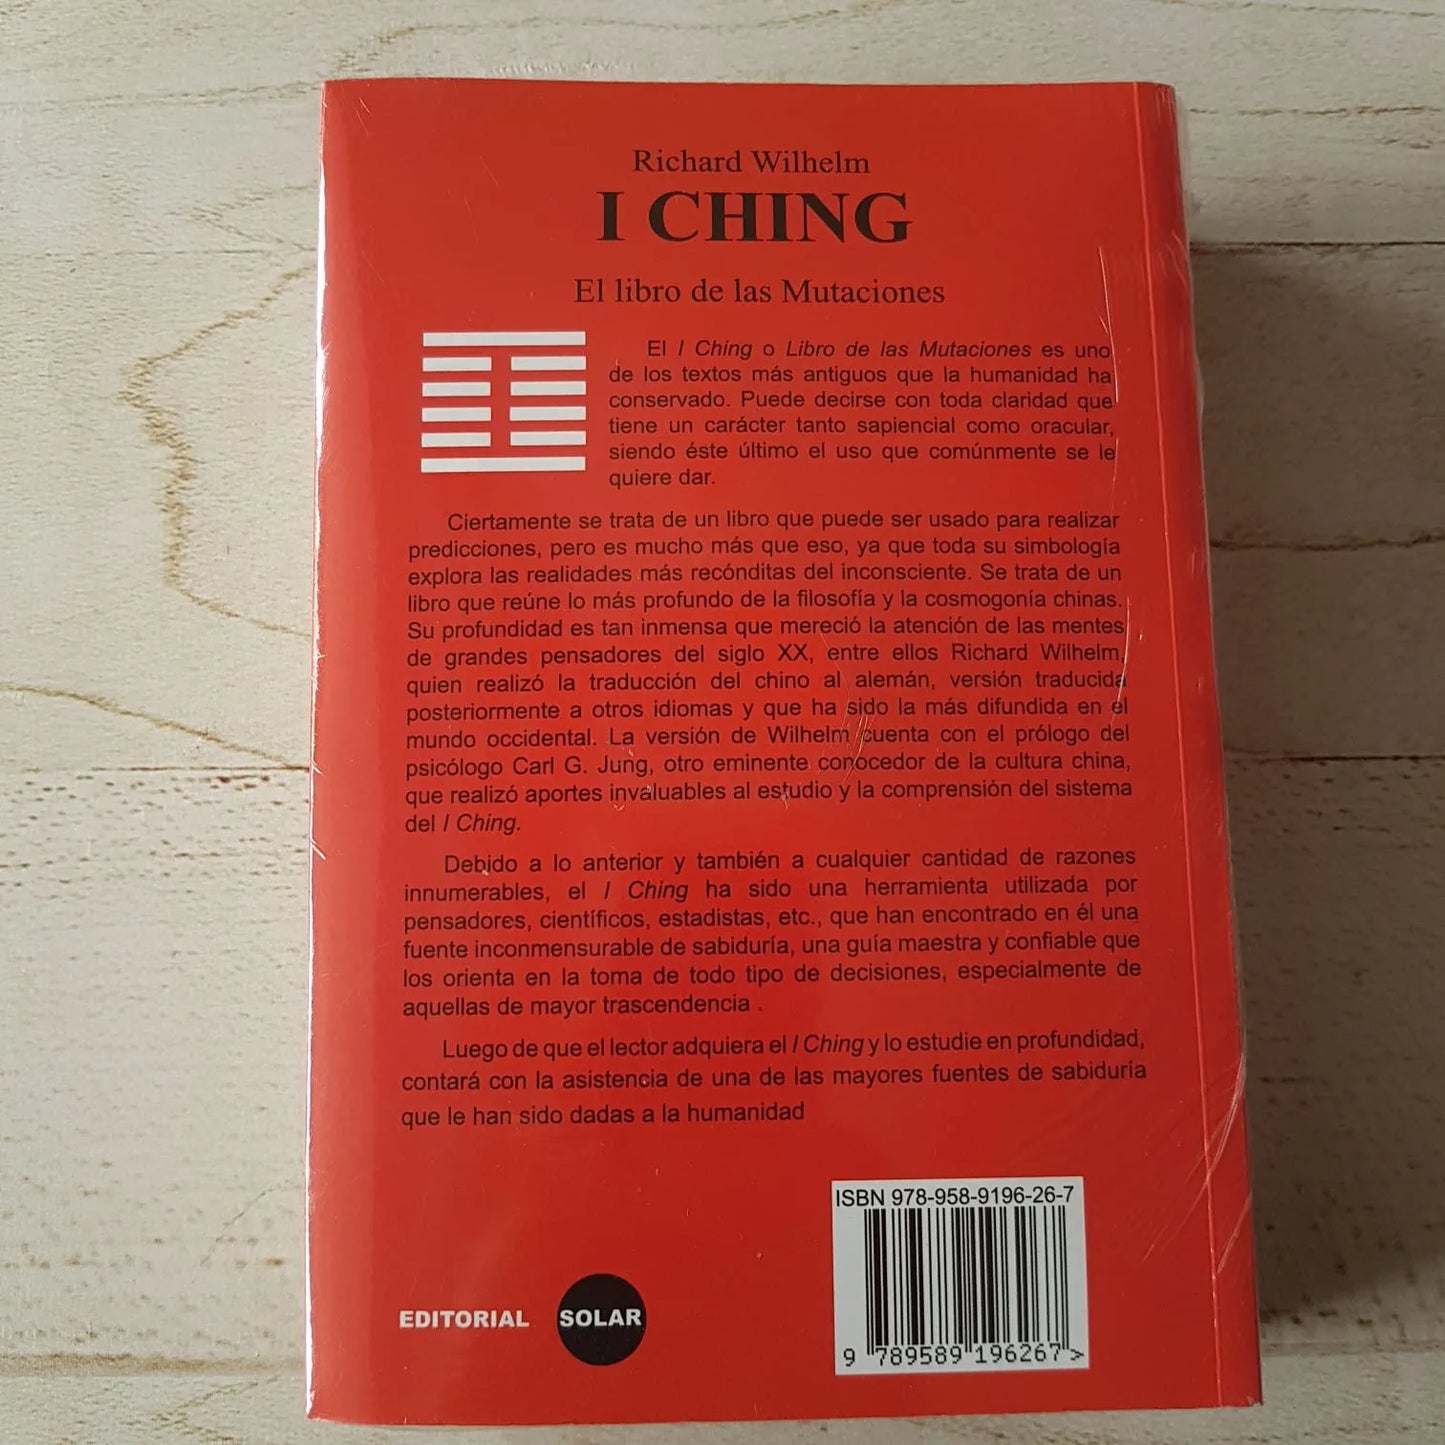 Richard Wilhelm
I CHING
El libro de las Mutaciones
El I Ching o Libro de las Mutaciones es uno
de los textos más antiguos que la humanidad ha
conservado. Puede decirse con toda claridad que
tiene un carácter tanto sapiencial como oracular,
siendo éste último el uso que comúnmente se le
quiere dar.
Ciertamente se trata de un libro que puede ser usado para realizar
predicciones, pero es mucho más que eso, ya que toda su simbología
explora las realidades más recónditas del inconsciente. Se trata de un
libro que reúne lo más profundo de la filosofía y la cosmogonía chinas.
Su profundidad es tan inmensa que mereció la atención de las mentes
de grandes pensadores del siglo XX, entre ellos Richard Wilhelm,
quien realizó la traducción del chino al alemán, versión traducida
posteriormente a otros idiomas y que ha sido la más difundida en el
mundo occidental. La versión de Wilhelm cuenta con el prólogo del
psicólogo Carl G. Jung, otro eminente conocedor de la cultura china,
que realizó aportes invaluables al estudio y la comprensión del sistema
del I Ching.
Debido a lo anterior y también a cualquier cantidad de razones
innumerables, el I Ching ha sido una herramienta utilizada por
pensadores, científicos, estadistas, etc., que han encontrado en él una
fuente inconmensurable de sabiduría, una guía maestra y confiable que
los orienta en la toma de todo tipo de decisiones, especialmente de
aquellas de mayor trascendencia .
Luego de que el lector adquiera el I Ching y lo estudie en profundidad,
contará con la asistencia de una de las mayores fuentes de sabiduría
que le han sido dadas a la humanidad
ISBN 978-958-9196-26-7
9 789589 196267 >
EDITORIAL SOLAR